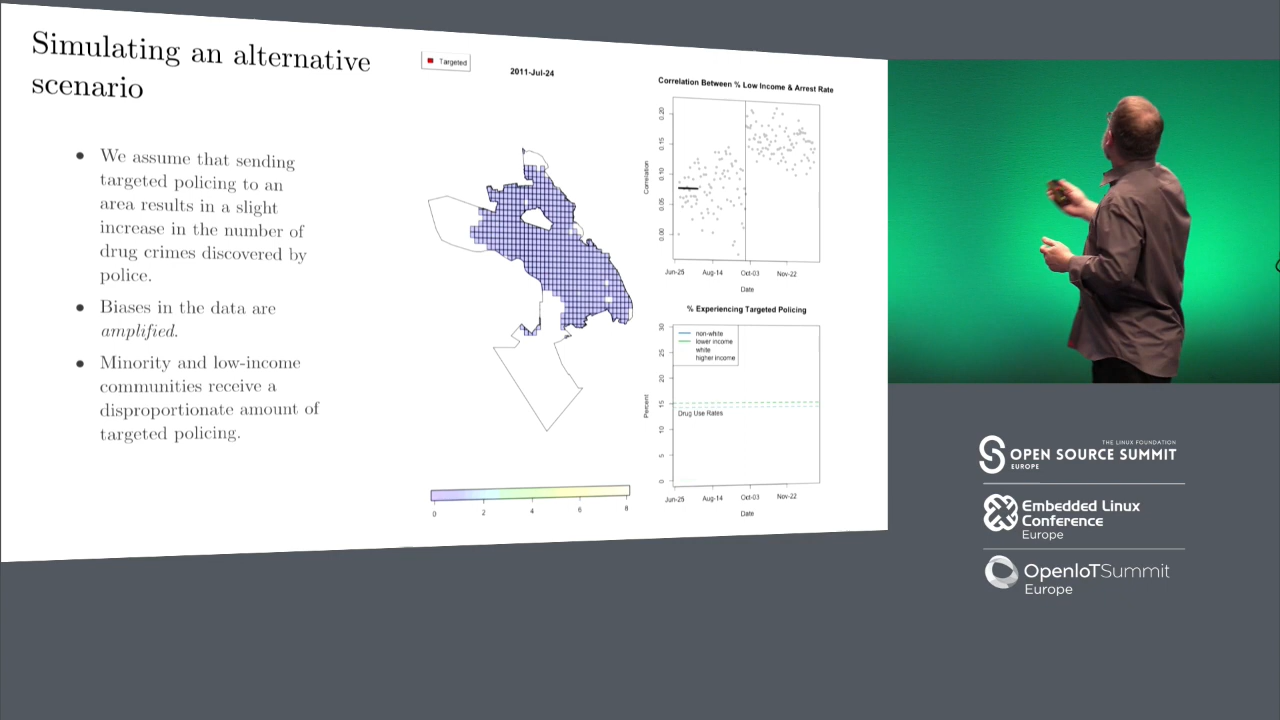 Simulating an alternative
scenario
● We assume that sending
targeted policing to an
area results in a slight
increase in the number of
drug crimes discovered by
police.
● Biases in the data are
amplified.
● Minority and low-income
communities receive a
disproportionate amount of
targeted policing.
Targeted
2011-Jul-24
0 2 4 6 8
Correlation Between % Low Income & Arrest Rate
Correlation
0.20
0.15
0.10
0.05
0.00
Jun-25 Aug-14 Oct-03 Nov-22
Date
% Experiencing Targeted Policing
Percent
30
25
20
15
10
5
0
non-white
lower income
white
higher income
Drug Use Rates
Jun-25 Aug-14 Oct-03 Nov-22
Date
THE LINUX FOUNDATION
OPEN SOURCE SUMMIT
EUROPE
Embedded Linux
Conference
Europe
OpenIoTSummit
Europe